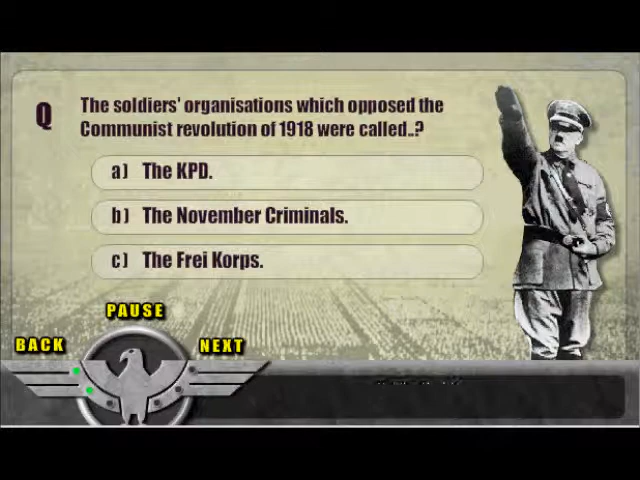 Q
The soldiers' organisations which opposed the
Communist revolution of 1918 were called..?
a) The KPD.
b) The November Criminals.
c) The Frei Korps.
PAUSE
BACK
NEXT